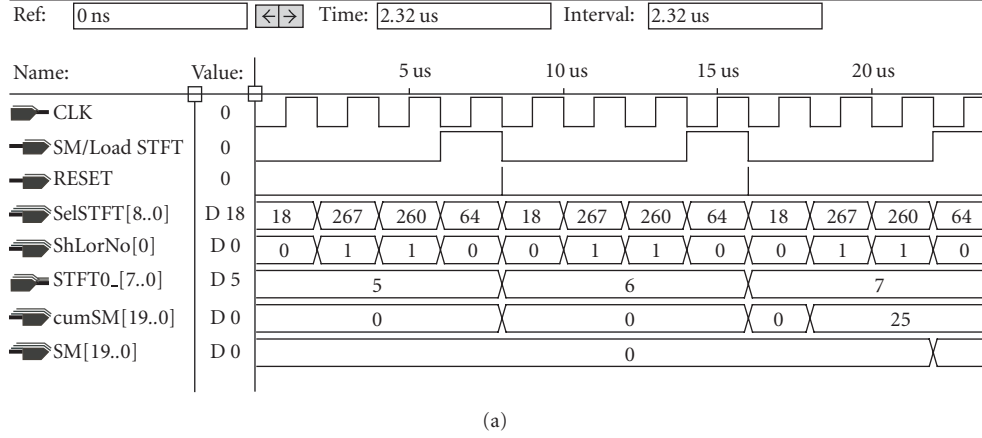 Ref: 0 ns Time: 2.32 us Interval: 2.32 us
Name: Value: 5 us 10 us 15 us 20 us
CLK 0
SM/Load STFT 0
RESET 0
SelSTFT[8..0] D 18 18 267 260 64 18 267 260 64 18 267 260 64
ShLorNo[0] D 0 0 1 1 0 0 1 1 0 0 1 1 0
STFT0_[7..0] D 5 5 6 7
cumSM[19..0] D 0 0 0 0 25
SM[19..0] D 0 0
(a)